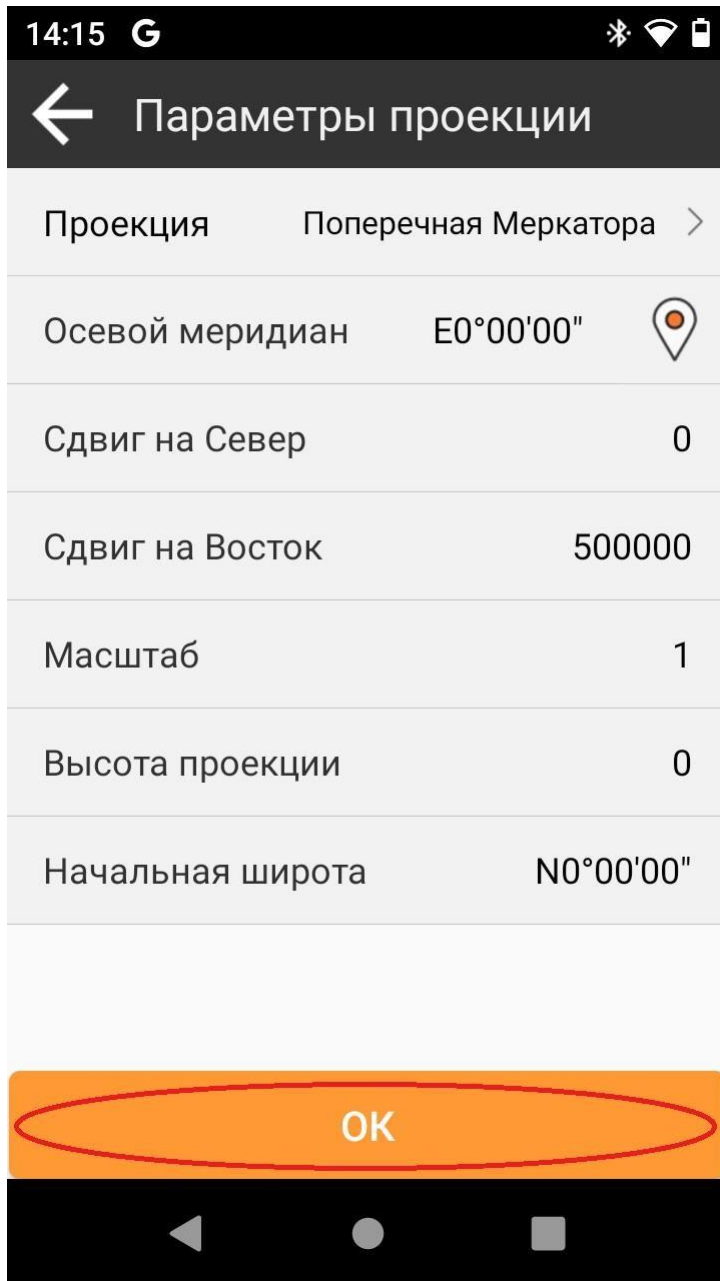 14:15 G
Параметры проекции
Проекция Поперечная Меркатора
Осевой меридиан E0°00'00"
Сдвиг на Север 0
Сдвиг на Восток 500000
Масштаб 1
Высота проекции 0
Начальная широта N0°00'00"
ОК